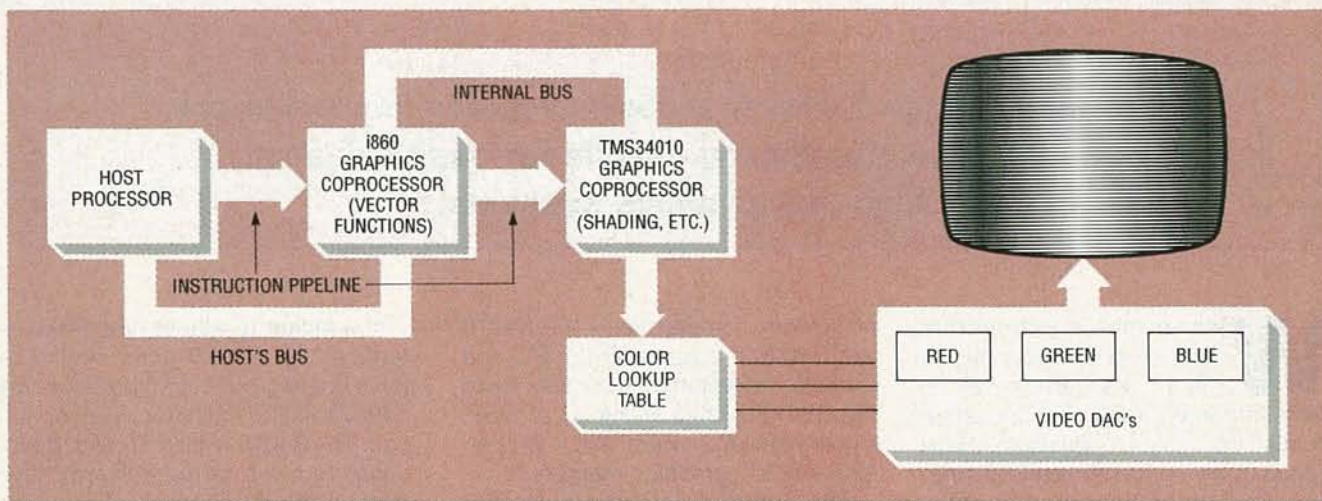 INTERNAL BUS
HOST
PROCESSOR
i860
GRAPHICS
COPROCESSOR
(VECTOR
FUNCTIONS)
TMS34010
GRAPHICS
COPROCESSOR
(SHADING, ETC.)
INSTRUCTION PIPELINE
HOST'S BUS
COLOR
LOOKUP
TABLE
RED
GREEN
BLUE
VIDEO DAC's